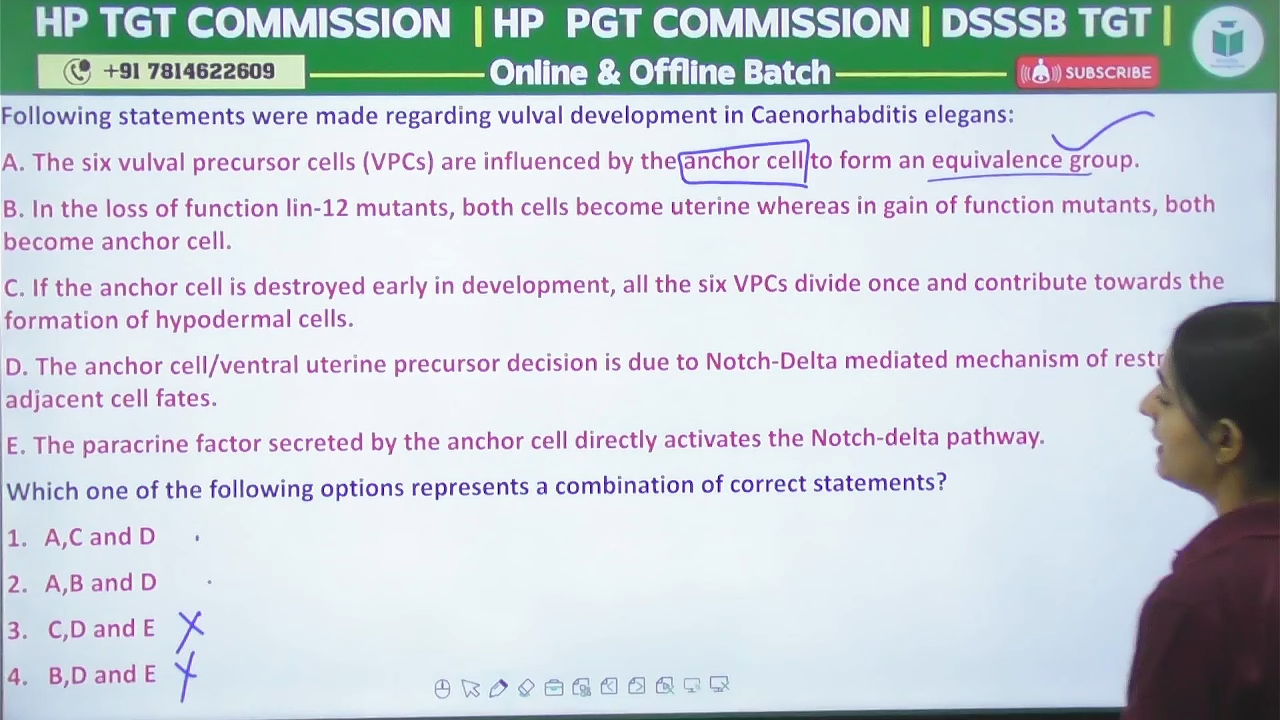 HP TGT COMMISSION | HP PGT COMMISSION | DSSSB TGT |
+91 7814622609 Online & Offline Batch SUBSCRIBE
Following statements were made regarding vulval development in Caenorhabditis elegans:
A. The six vulval precursor cells (VPCs) are influenced by the anchor cell to form an equivalence group.
B. In the loss of function lin-12 mutants, both cells become uterine whereas in gain of function mutants, both
become anchor cell.
C. If the anchor cell is destroyed early in development, all the six VPCs divide once and contribute towards the
formation of hypodermal cells.
D. The anchor cell/ventral uterine precursor decision is due to Notch-Delta mediated mechanism of
adjacent cell fates.
E. The paracrine factor secreted by the anchor cell directly activates the Notch-delta pathway.
Which one of the following options represents a combination of correct statements?
1. A,C and D
2. A,B and D
3. C,D and E
4. B,D and E